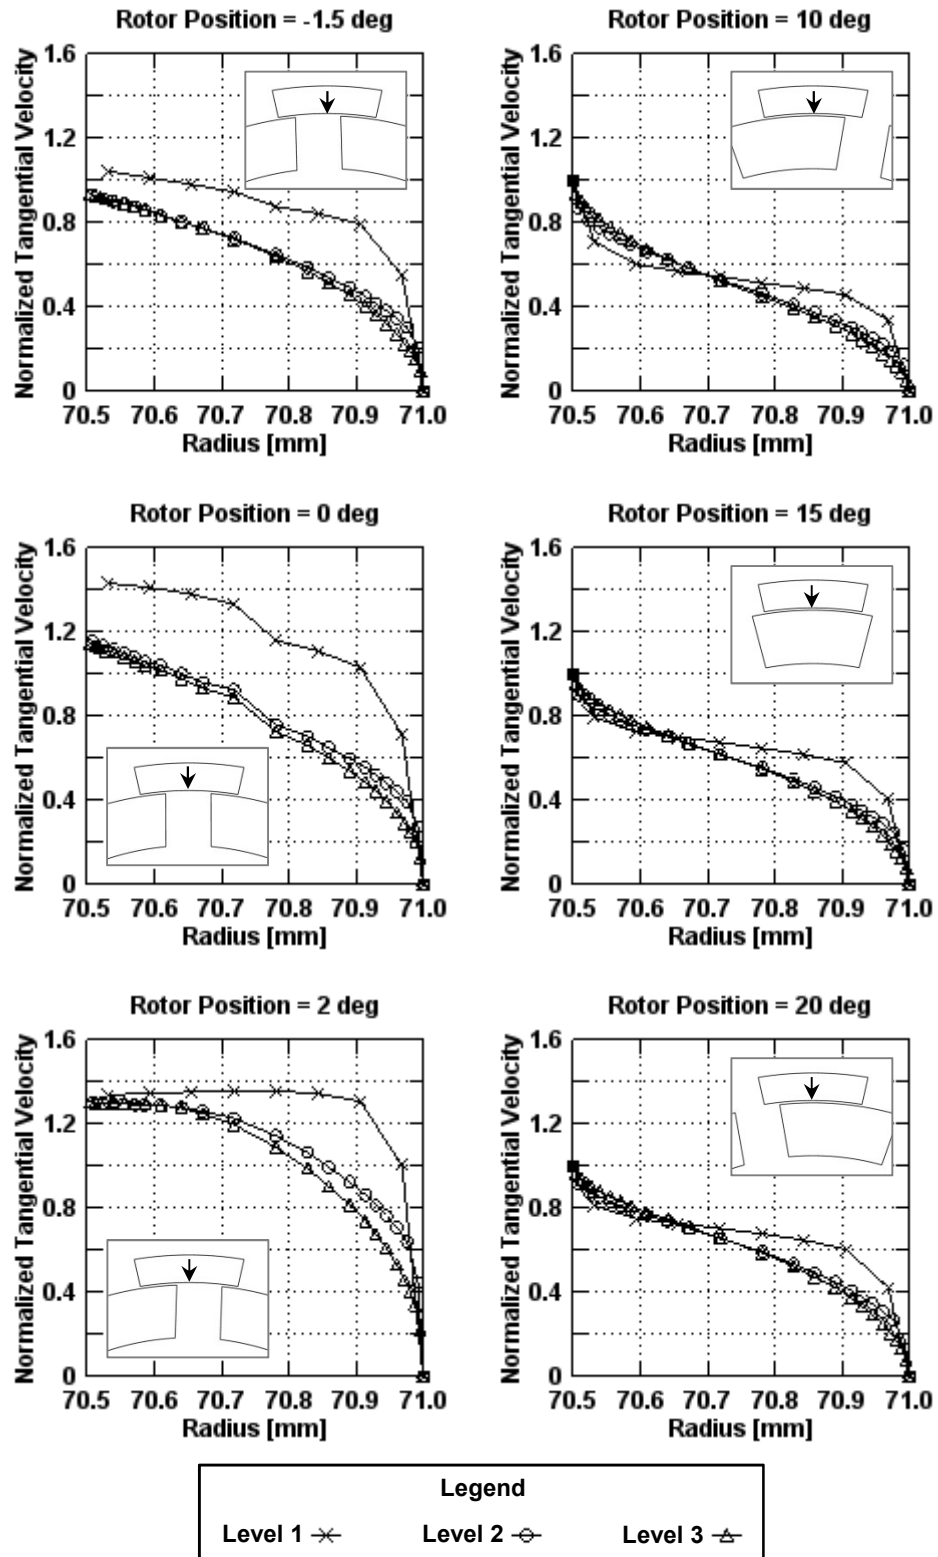 Rotor Position = -1.5 deg
Normalized Tangential Velocity
1.6
1.2
0.8
0.4
0
70.5 70.6 70.7 70.8 70.9 71.0
Radius [mm]
Rotor Position = 10 deg
Normalized Tangential Velocity
1.6
1.2
0.8
0.4
0
70.5 70.6 70.7 70.8 70.9 71.0
Radius [mm]
Rotor Position = 0 deg
Normalized Tangential Velocity
1.6
1.2
0.8
0.4
0
70.5 70.6 70.7 70.8 70.9 71.0
Radius [mm]
Rotor Position = 15 deg
Normalized Tangential Velocity
1.6
1.2
0.8
0.4
0
70.5 70.6 70.7 70.8 70.9 71.0
Radius [mm]
Rotor Position = 2 deg
Normalized Tangential Velocity
1.6
1.2
0.8
0.4
0
70.5 70.6 70.7 70.8 70.9 71.0
Radius [mm]
Rotor Position = 20 deg
Normalized Tangential Velocity
1.6
1.2
0.8
0.4
0
70.5 70.6 70.7 70.8 70.9 71.0
Radius [mm]
Legend
Level 1 Level 2 Level 3